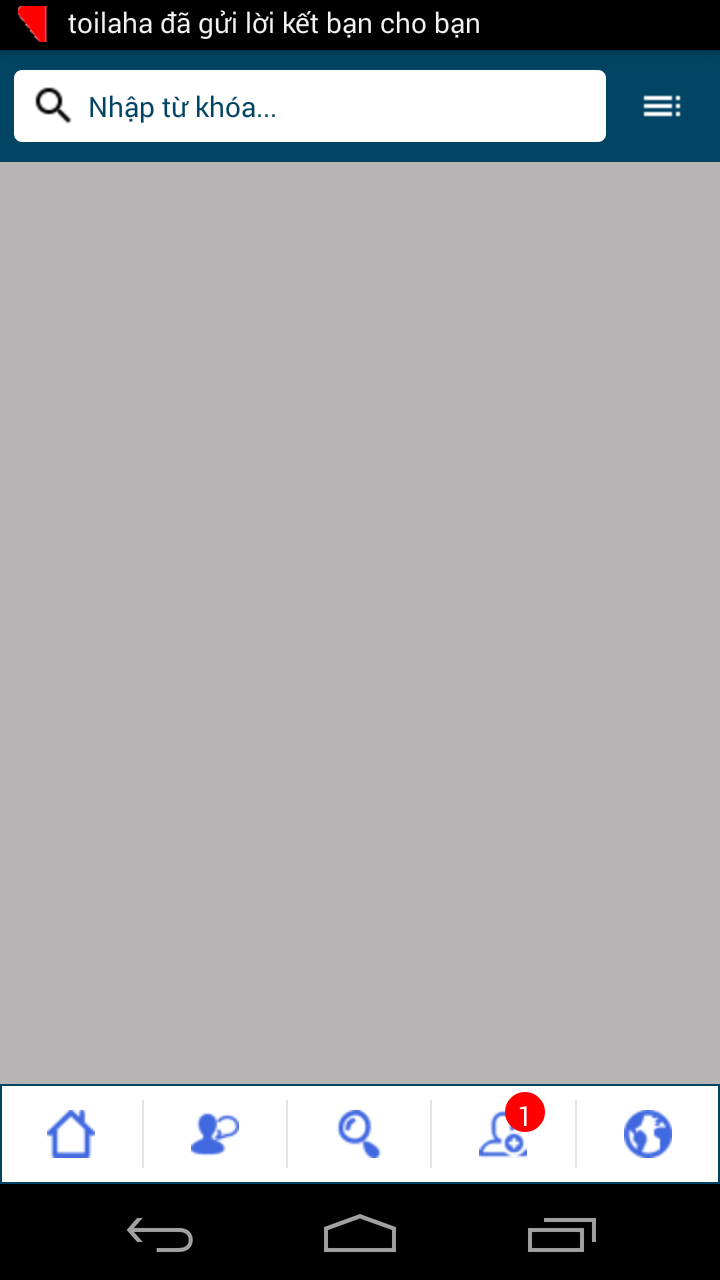 toilaha đã gửi lời kết bạn cho bạn
Nhập từ khóa...
1